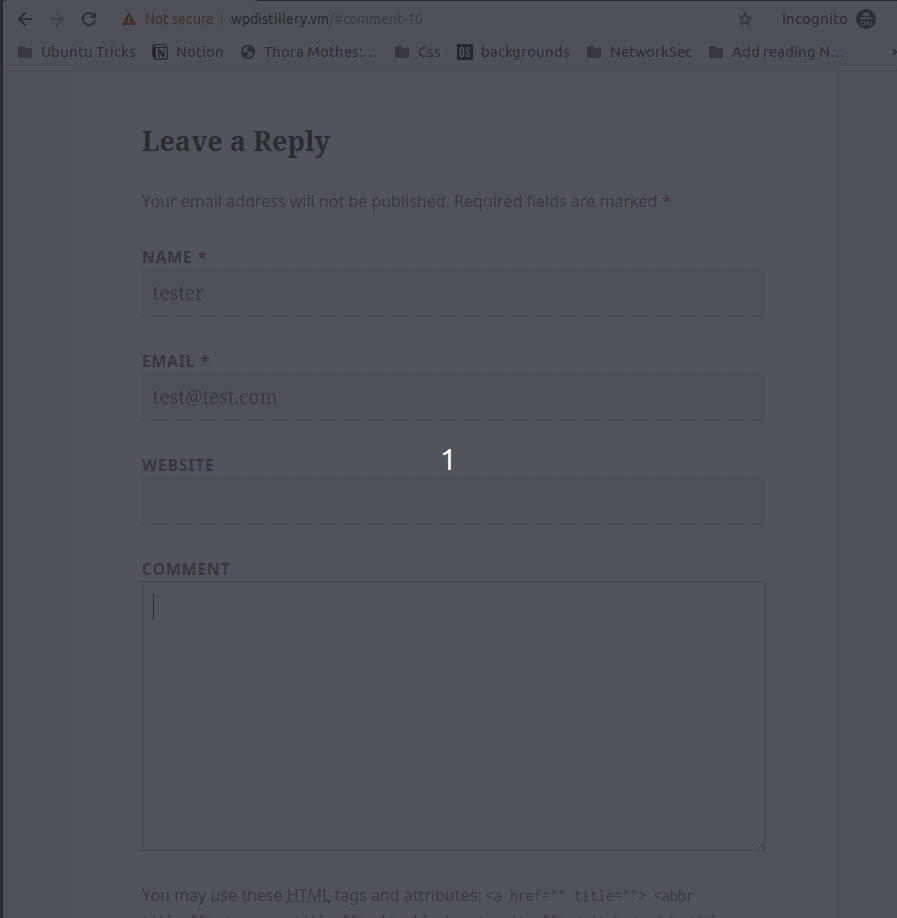 Not secure wpdistillery.vm/#comment-10 Incognito
Ubuntu Tricks Notion Thora Mothes:... Css DS backgrounds NetworkSec Add reading N...
Leave a Reply
Your email address will not be published. Required fields are marked *
NAME *
tester
EMAIL *
test@test.com
1
WEBSITE
COMMENT
You may use these HTML tags and attributes: <a href="" title=""> <abbr